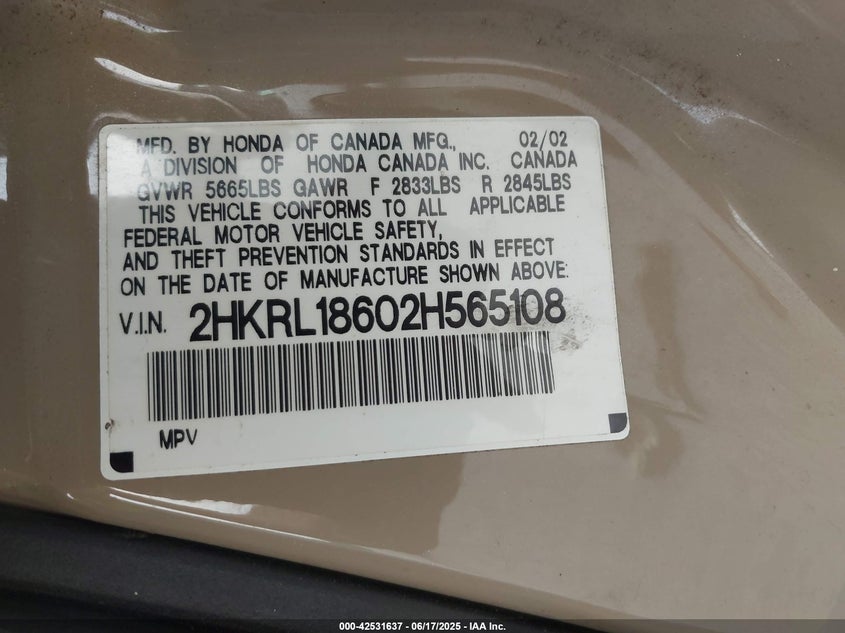 MFD. BY HONDA OF CANADA MFG., 02/02
A DIVISION OF HONDA CANADA INC. CANADA
GVWR 5665LBS GAWR F 2833LBS R 2845LBS
THIS VEHICLE CONFORMS TO ALL APPLICABLE
FEDERAL MOTOR VEHICLE SAFETY,
AND THEFT PREVENTION STANDARDS IN EFFECT
ON THE DATE OF MANUFACTURE SHOWN ABOVE:
V.I.N. 2HKRL18602H565108
MPV
000-42531637 - 06/17/2025 - IAA Inc.